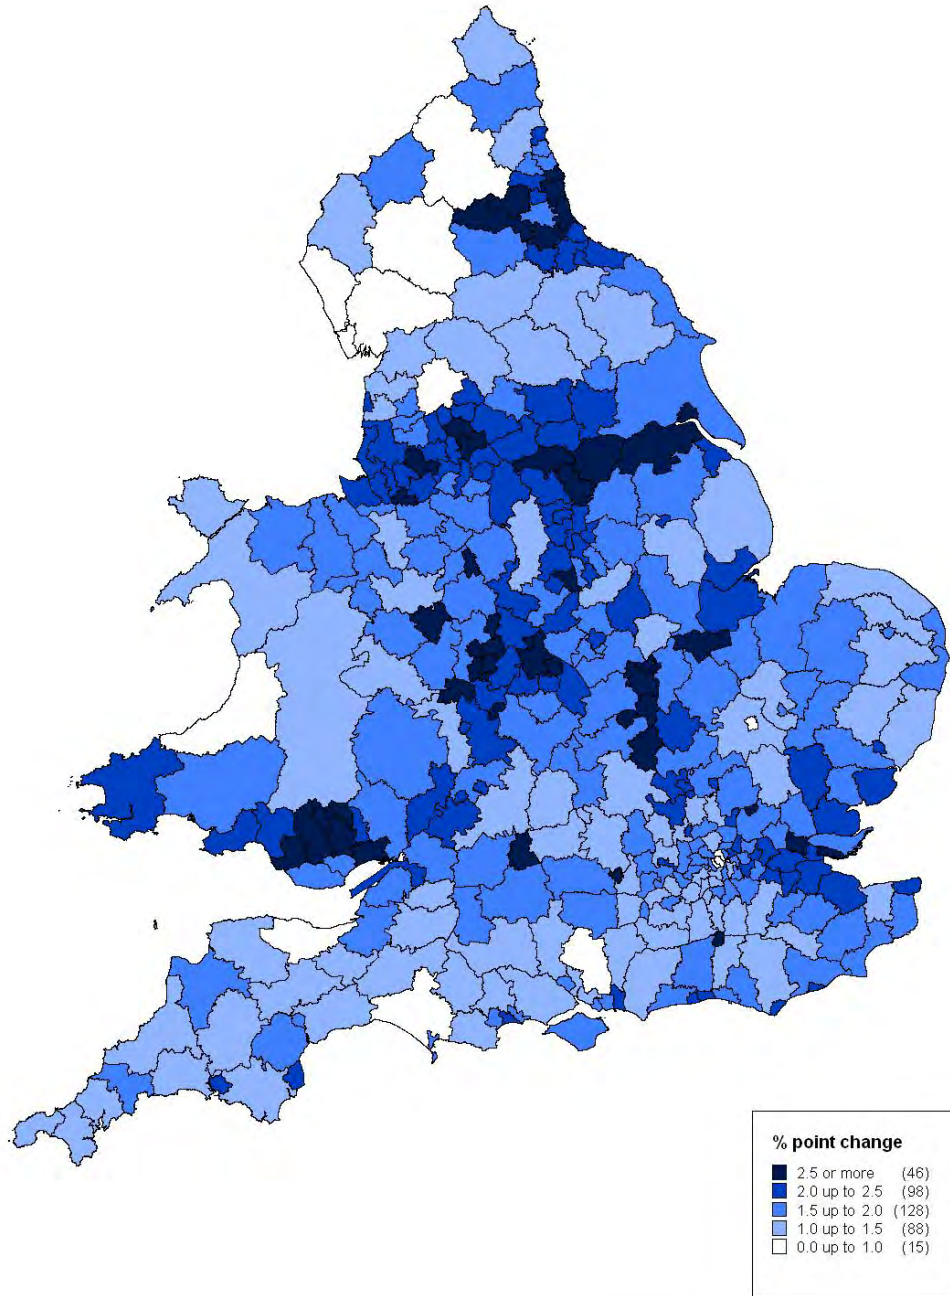 % point change
2.5 or more (46)
2.0 up to 2.5 (98)
1.5 up to 2.0 (128)
1.0 up to 1.5 (88)
0.0 up to 1.0 (15)